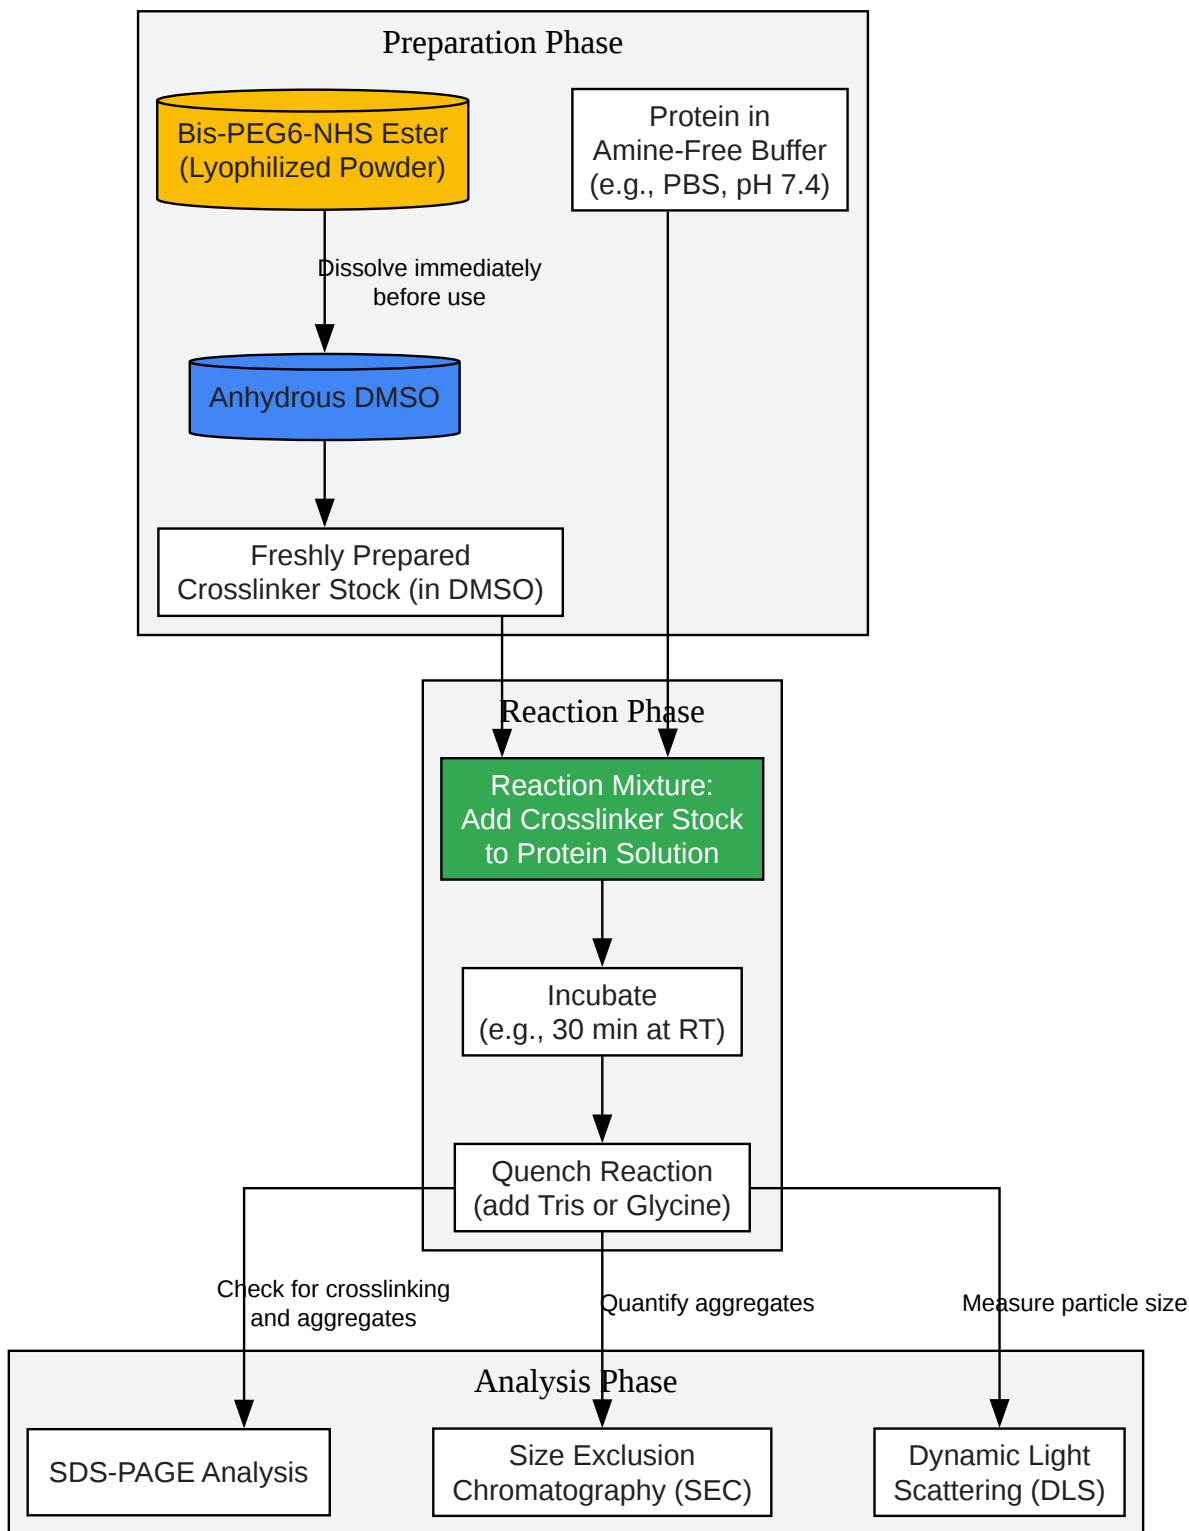 Preparation Phase
Bis-PEG6-NHS Ester
(Lyophilized Powder)
Protein in
Amine-Free Buffer
(e.g., PBS, pH 7.4)
Dissolve immediately
before use
Anhydrous DMSO
Freshly Prepared
Crosslinker Stock (in DMSO)
Reaction Phase
Reaction Mixture:
Add Crosslinker Stock
to Protein Solution
Incubate
(e.g., 30 min at RT)
Quench Reaction
(add Tris or Glycine)
Check for crosslinking
and aggregates
Quantify aggregates
Measure particle size
Analysis Phase
SDS-PAGE Analysis
Size Exclusion
Chromatography (SEC)
Dynamic Light
Scattering (DLS)